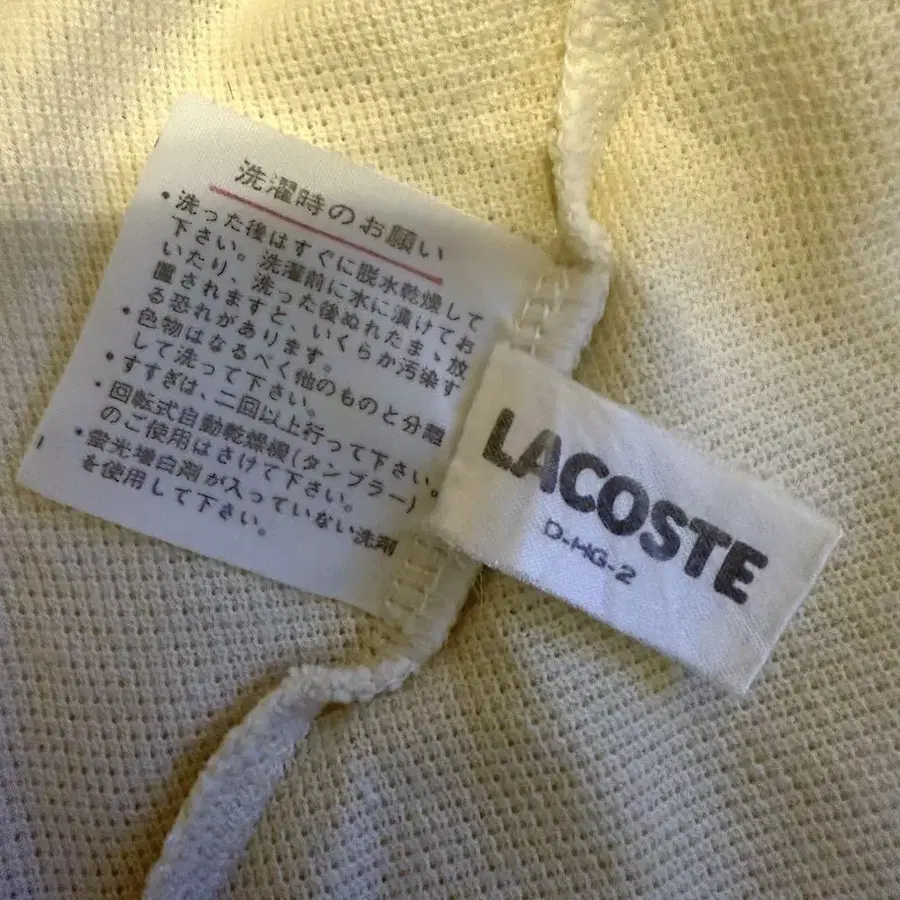 洗濯時のお願い
・洗った後はすぐに脱水乾燥して
下さい。洗濯前に水に漬けてお
いたり、洗った後ぬれたまゝ放
置されますと、いくらか汚染す
る恐れがあります。
・色物はなるべく他のものと分離
して洗って下さい。
・すすぎは、二回以上行って下さい。
・回転式自動乾燥機(タンブラー)
のご使用はさけて下さい。
・蛍光増白剤が入っていない洗剤
を使用して下さい。
LACOSTE
D-HG-2